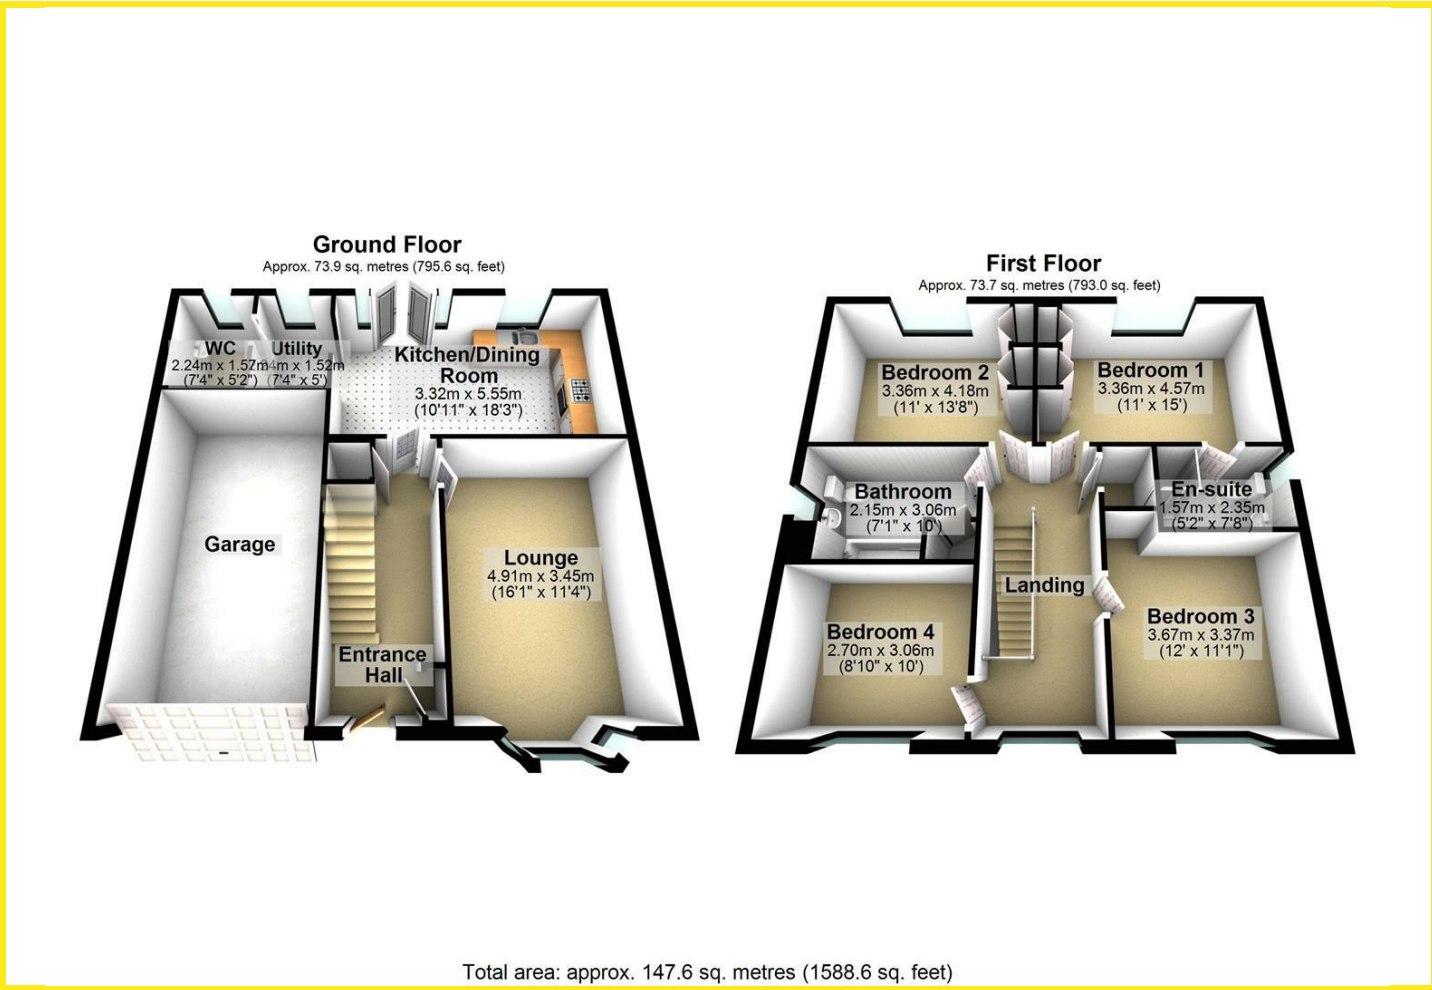 Ground Floor
Approx. 73.9 sq. metres (795.6 sq. feet)
WC
2.24m x 1.57m
(7'4" x 5'2")
Utility
m x 1.52m
(7'4" x 5')
Kitchen/Dining
Room
3.32m x 5.55m
(10'11" x 18'3")
Garage
Lounge
4.91m x 3.45m
(16'1" x 11'4")
Entrance
Hall
First Floor
Approx. 73.7 sq. metres (793.0 sq. feet)
Bedroom 2
3.36m x 4.18m
(11' x 13'8")
Bedroom 1
3.36m x 4.57m
(11' x 15')
Bathroom
2.15m x 3.06m
(7'1" x 10')
En-suite
1.57m x 2.35m
(5'2" x 7'8")
Landing
Bedroom 4
2.70m x 3.06m
(8'10" x 10')
Bedroom 3
3.67m x 3.37m
(12' x 11'1")
Total area: approx. 147.6 sq. metres (1588.6 sq. feet)